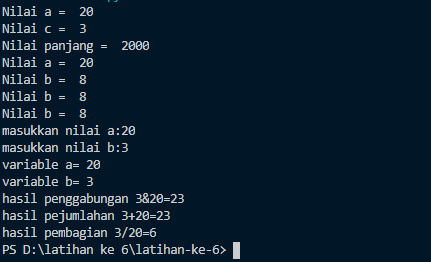 Nilai a =  20
Nilai c =  3
Nilai panjang =  2000
Nilai a =  20
Nilai b =  8
Nilai b =  8
Nilai b =  8
masukkan nilai a:20
masukkan nilai b:3
variable a= 20
variable b= 3
hasil penggabungan 3&20=23
hasil pejumlahan 3+20=23
hasil pembagian 3/20=6
PS D:\latihan ke 6\latihan-ke-6>